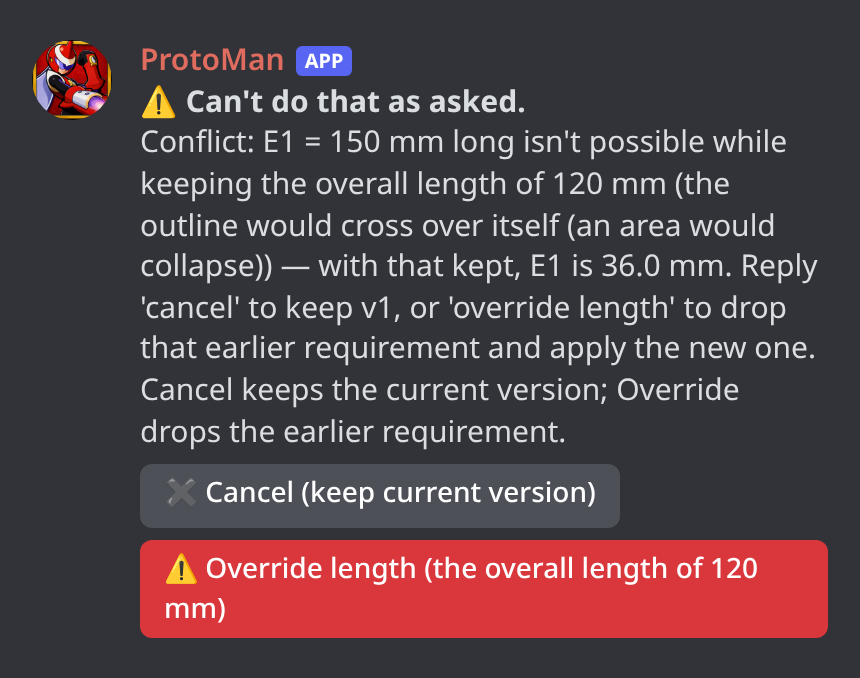 ProtoMan APP
⚠️ Can't do that as asked.
Conflict: E1 = 150 mm long isn't possible while
keeping the overall length of 120 mm (the
outline would cross over itself (an area would
collapse)) — with that kept, E1 is 36.0 mm. Reply
'cancel' to keep v1, or 'override length' to drop
that earlier requirement and apply the new one.
Cancel keeps the current version; Override
drops the earlier requirement.
✖️ Cancel (keep current version)
⚠️ Override length (the overall length of 120
mm)